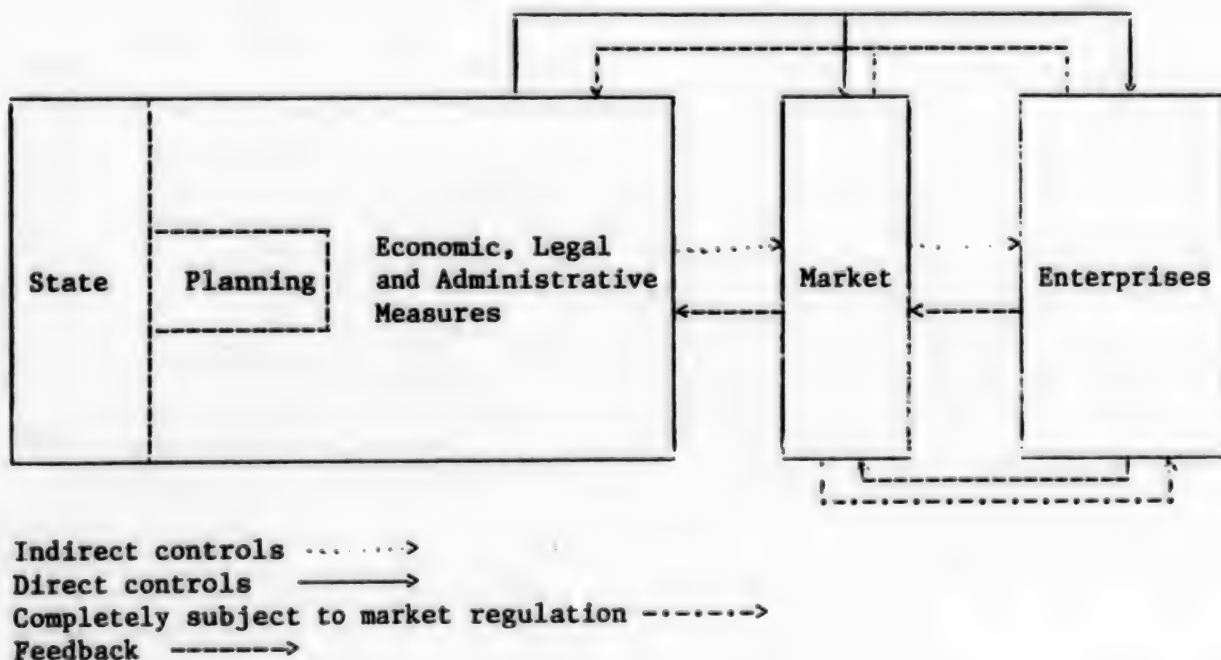 State
Planning
Economic, Legal
and Administrative
Measures
Market
Enterprises
Indirect controls
Direct controls
Completely subject to market regulation
Feedback